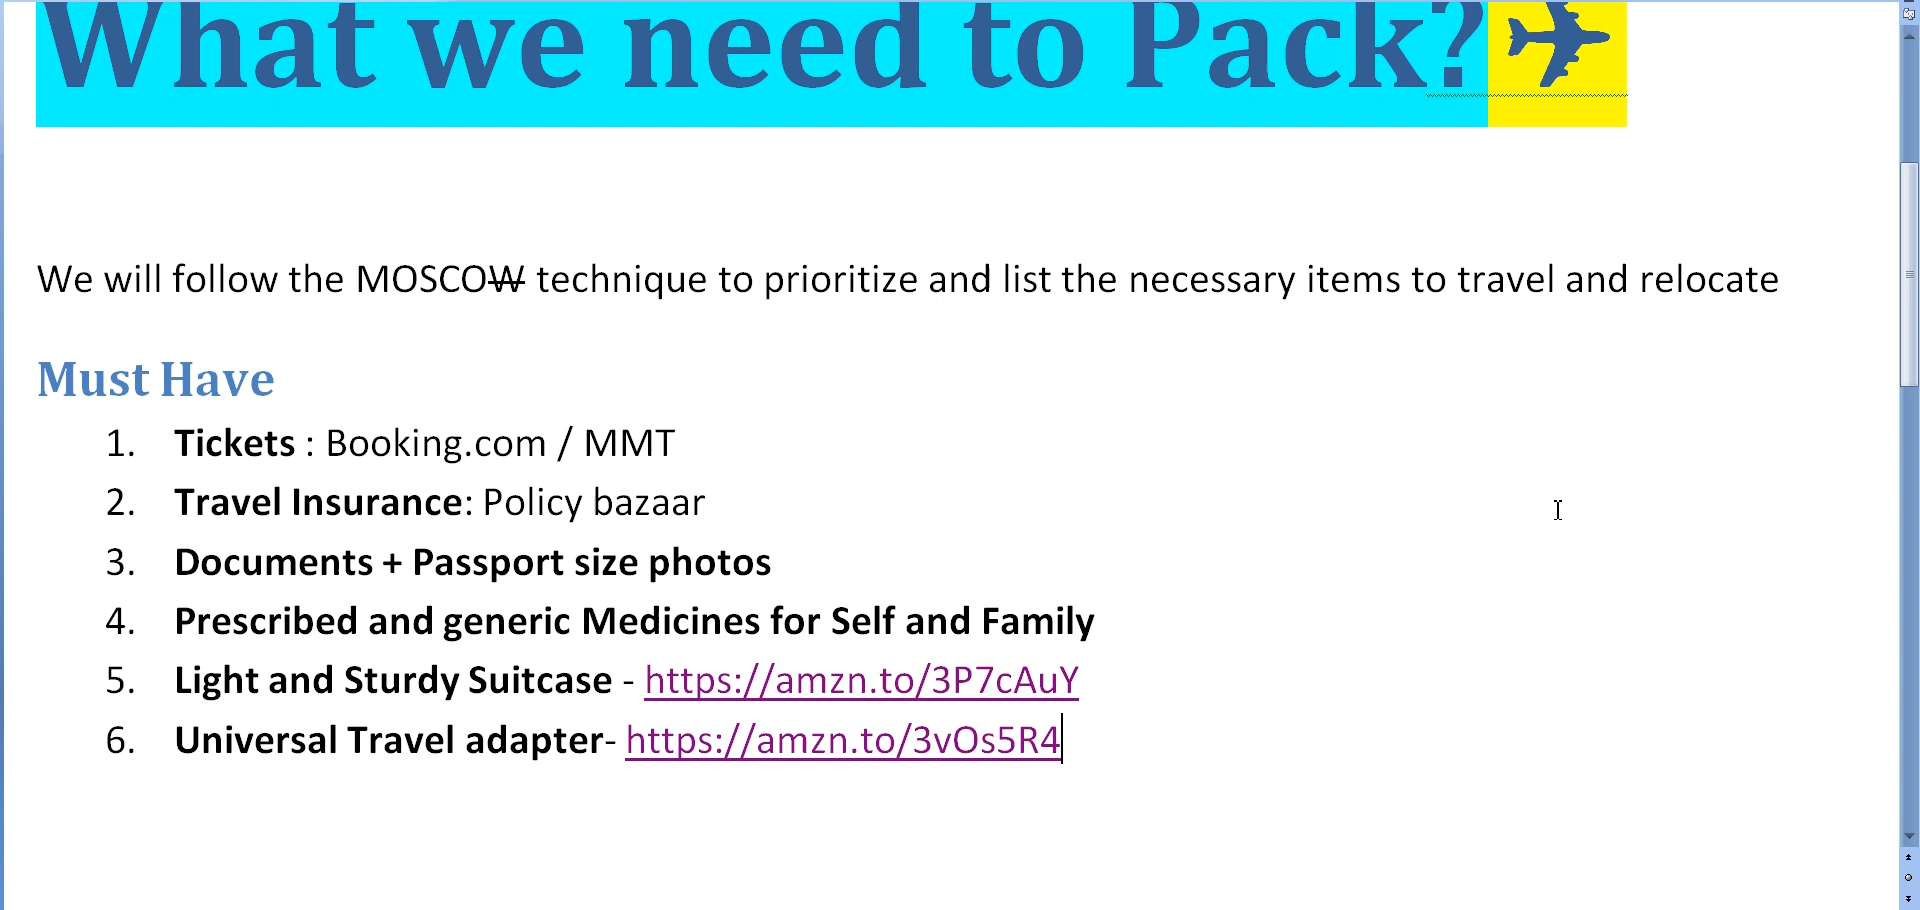 What we need to Pack?✈
We will follow the MOSCOW technique to prioritize and list the necessary items to travel and relocate
Must Have
1. Tickets : Booking.com / MMT
2. Travel Insurance: Policy bazaar
3. Documents + Passport size photos
4. Prescribed and generic Medicines for Self and Family
5. Light and Sturdy Suitcase - https://amzn.to/3P7cAuY
6. Universal Travel adapter- https://amzn.to/3vOs5R4